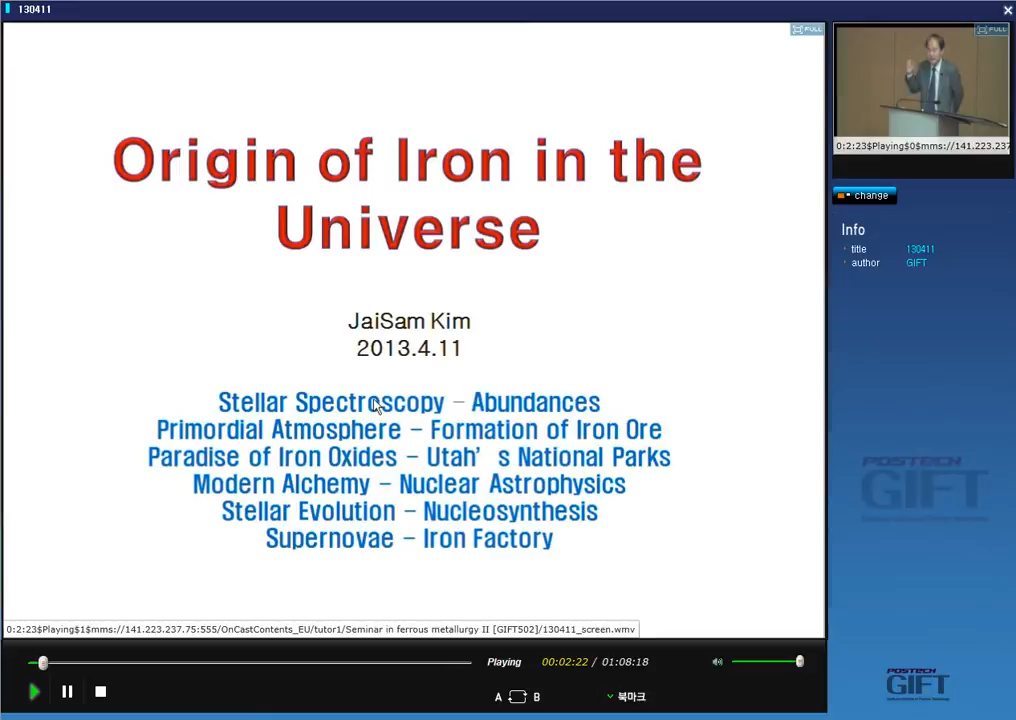 130411
FULL
Origin of Iron in the
Universe
JaiSam Kim
2013.4.11
Stellar Spectroscopy – Abundances
Primordial Atmosphere – Formation of Iron Ore
Paradise of Iron Oxides – Utah’ s National Parks
Modern Alchemy – Nuclear Astrophysics
Stellar Evolution – Nucleosynthesis
Supernovae – Iron Factory
0:2:23$Playing$1$mms://141.223.237.75:555/OnCastContents_EU/tutor1/Seminar in ferrous metallurgy II [GIFT502]/130411_screen.wmv
Playing 00:02:22 / 01:08:18
A B 북마크
FULL
0:2:23$Playing$0$mms://141.223.237
change
Info
title 130411
author GIFT
POSTECH
GIFT
POSTECH
GIFT